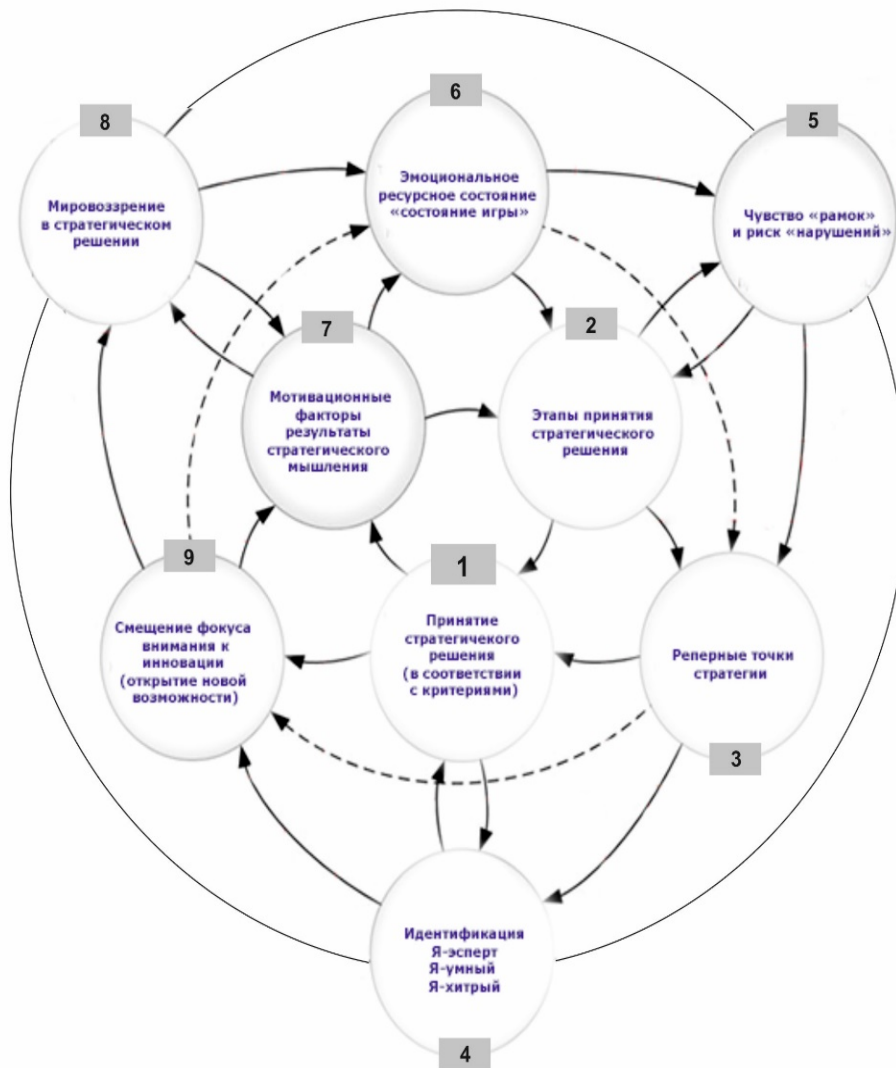 6
8
5
Эмоциональное
ресурсное состояние
«состояние игры»
Мировоззрение
в стратегическом
решении
Чувство «рамок»
и риск «нарушений»
7
2
Мотивационные
факторы
результаты
стратегического
мышления
Этапы принятия
стратегического
решения
9
1
Смещение фокуса
внимания к
инновации
(открытие новой
возможности)
Принятие
стратегичекого
решения
(в соответствии
с критериями)
Реперные точки
стратегии
3
Идентификация
Я-эсперт
Я-умный
Я-хитрый
4